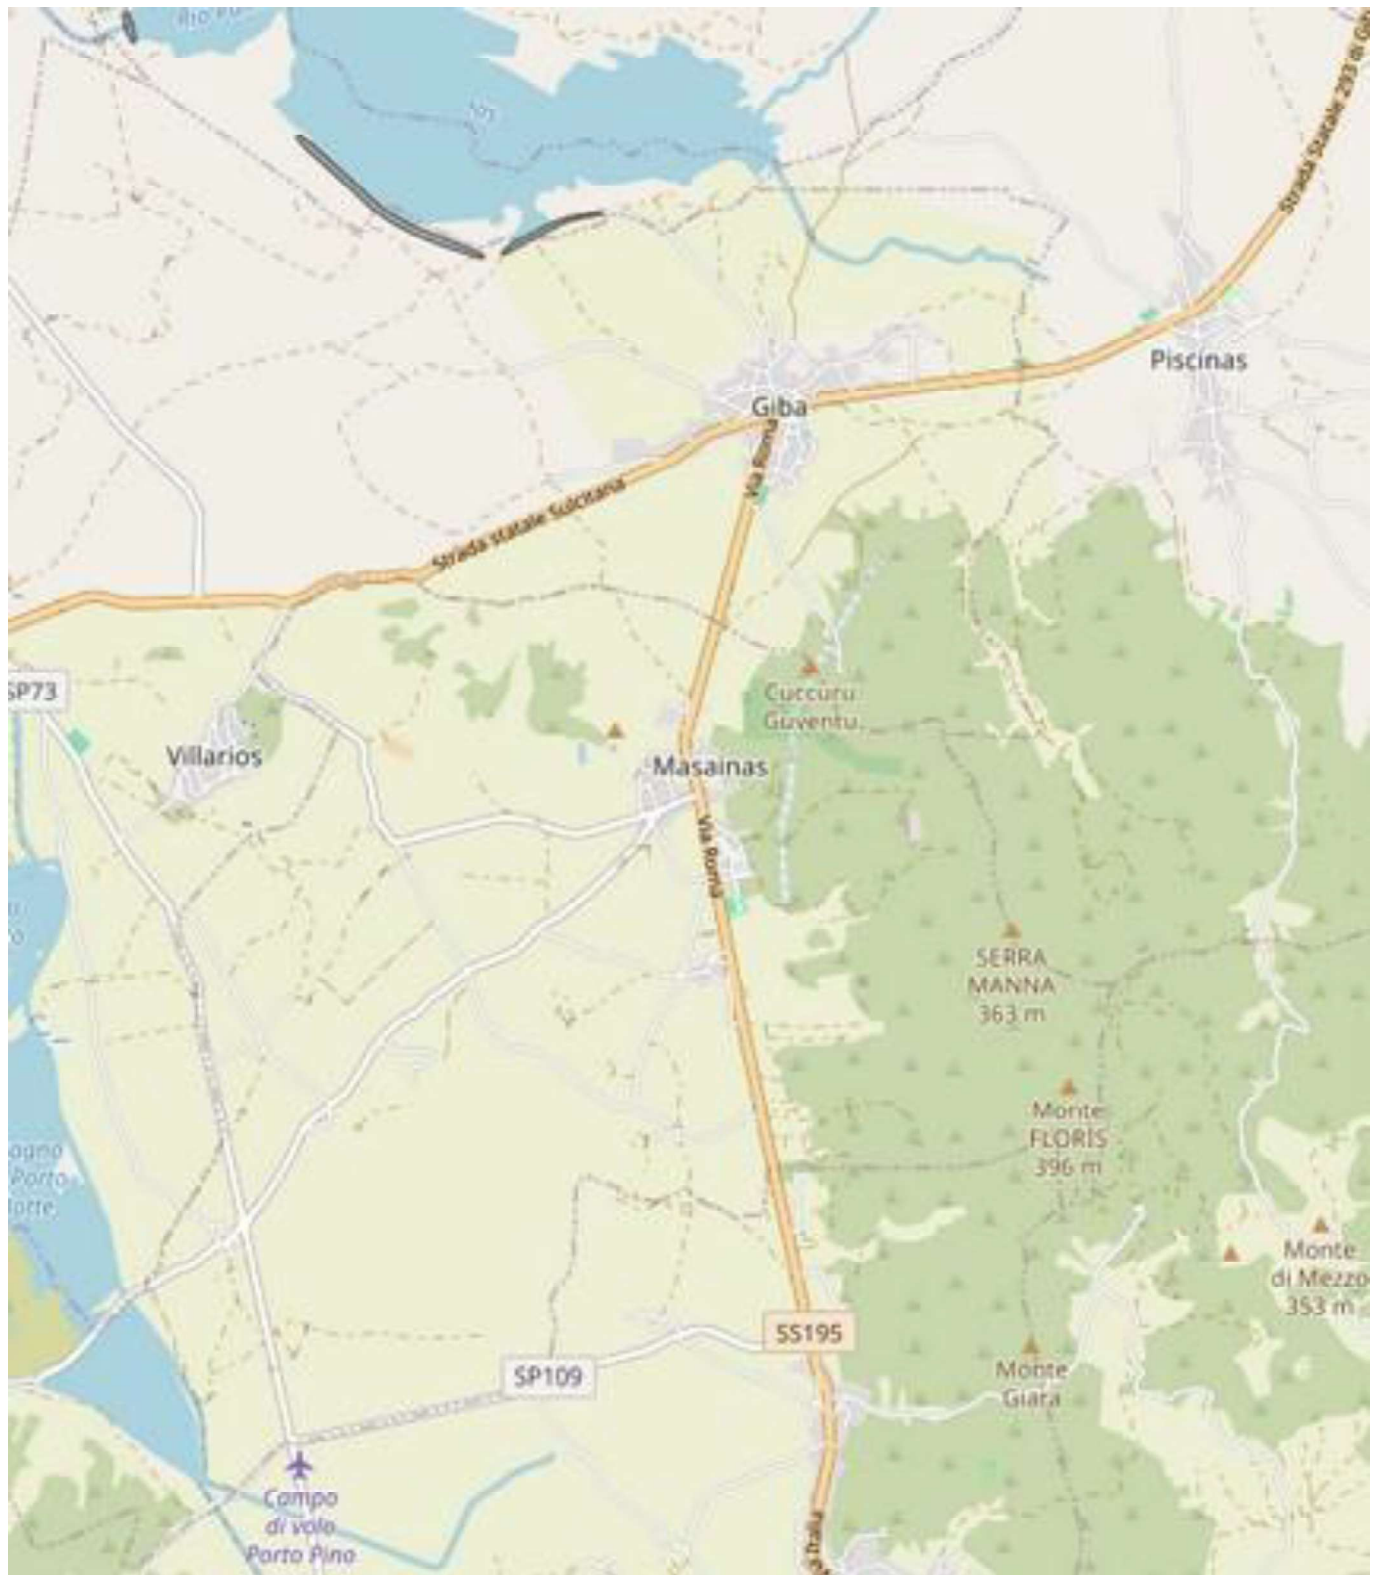 Strada Statale 293 di
Piscinas
Giba
Via Roma
Strada statale Sulcitana
SP73
Cuccuru
Guventu
Villarios
Masainas
Via Roma
SERRA
MANNA
363 m
Monte
FLORIS
396 m
Porto
Monte
di Mezzo
353 m
SS195
SP109
Monte
Giara
Campo
di volo
Porto Pino